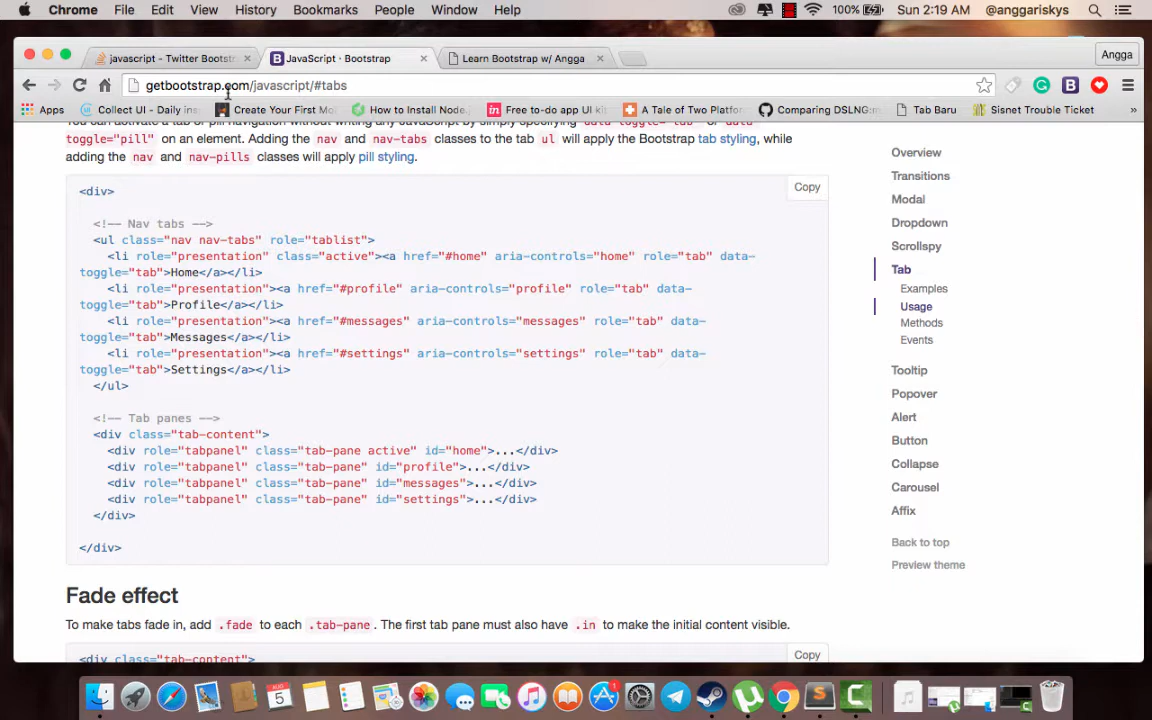 Chrome File Edit View History Bookmarks People Window Help 100% Sun 2:19 AM @anggariskys
javascript - Twitter Bootst JavaScript · Bootstrap Learn Bootstrap w/ Angga Angga
getbootstrap.com/javascript/#tabs
Apps Collect UI - Daily ins Create Your First Mo How to Install Node. Free to-do app UI kit A Tale of Two Platfor Comparing DSLNG:m Tab Baru Sisnet Trouble Ticket »
toggle="pill" on an element. Adding the nav and nav-tabs classes to the tab ul will apply the Bootstrap tab styling, while
adding the nav and nav-pills classes will apply pill styling.
Copy
<div>
<!-- Nav tabs -->
<ul class="nav nav-tabs" role="tablist">
<li role="presentation" class="active"><a href="#home" aria-controls="home" role="tab" data-
toggle="tab">Home</a></li>
<li role="presentation"><a href="#profile" aria-controls="profile" role="tab" data-
toggle="tab">Profile</a></li>
<li role="presentation"><a href="#messages" aria-controls="messages" role="tab" data-
toggle="tab">Messages</a></li>
<li role="presentation"><a href="#settings" aria-controls="settings" role="tab" data-
toggle="tab">Settings</a></li>
</ul>
<!-- Tab panes -->
<div class="tab-content">
<div role="tabpanel" class="tab-pane active" id="home">...</div>
<div role="tabpanel" class="tab-pane" id="profile">...</div>
<div role="tabpanel" class="tab-pane" id="messages">...</div>
<div role="tabpanel" class="tab-pane" id="settings">...</div>
</div>
</div>
Fade effect
To make tabs fade in, add .fade to each .tab-pane. The first tab pane must also have .in to make the initial content visible.
Copy
<div class="tab-content">
Overview
Transitions
Modal
Dropdown
Scrollspy
Tab
Examples
Usage
Methods
Events
Tooltip
Popover
Alert
Button
Collapse
Carousel
Affix
Back to top
Preview theme